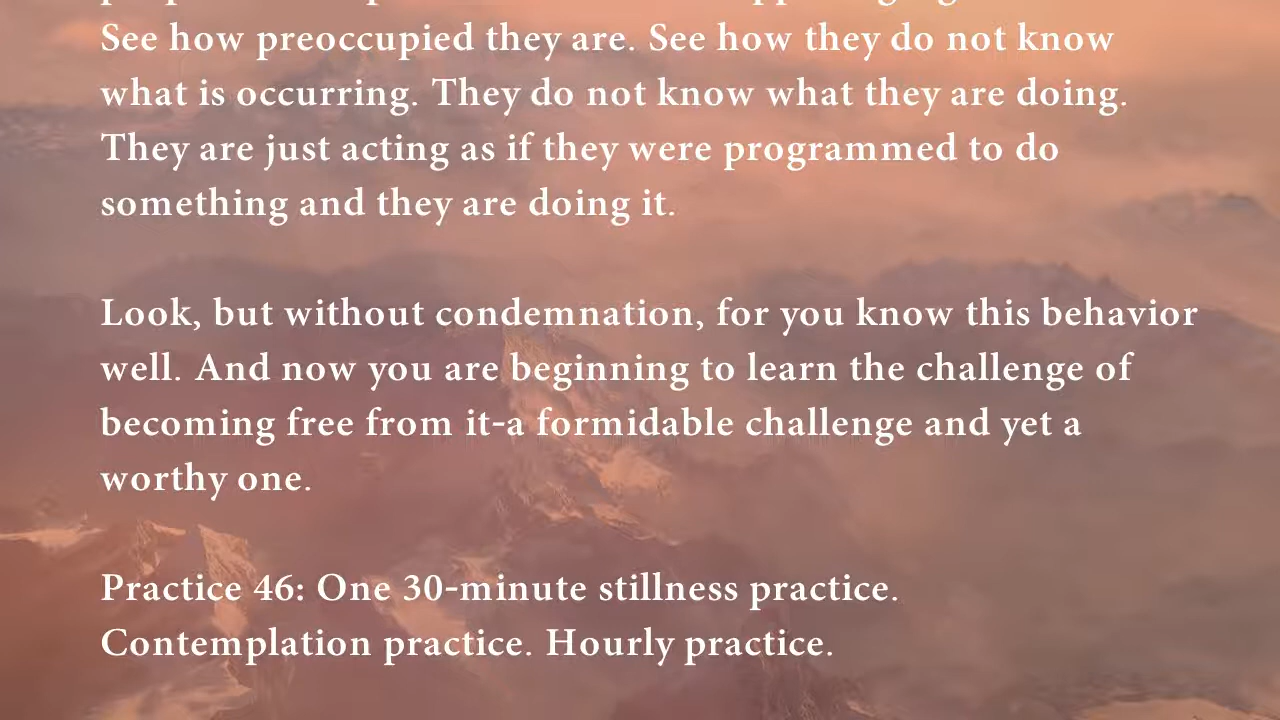 See how preoccupied they are. See how they do not know
what is occurring. They do not know what they are doing.
They are just acting as if they were programmed to do
something and they are doing it.
Look, but without condemnation, for you know this behavior
well. And now you are beginning to learn the challenge of
becoming free from it-a formidable challenge and yet a
worthy one.
Practice 46: One 30-minute stillness practice.
Contemplation practice. Hourly practice.